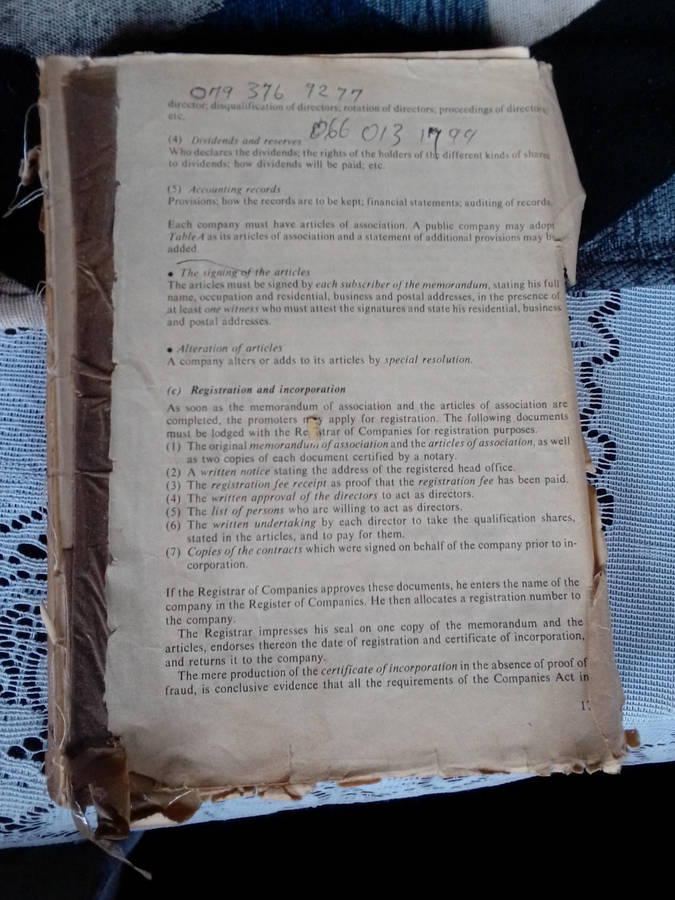 079 376 9277
director; disqualification of directors; rotation of directors; proceedings of directors
etc.
066 013 1799
(4) Dividends and reserves
Who declares the dividends; the rights of the holders of the different kinds of shares
to dividends; how dividends will be paid; etc.
(5) Accounting records
Provisions; how the records are to be kept; financial statements; auditing of records.
Each company must have articles of association. A public company may adopt
Table A as its articles of association and a statement of additional provisions may be
added.
• The signing of the articles
The articles must be signed by each subscriber of the memorandum, stating his full
name, occupation and residential, business and postal addresses, in the presence of
at least one witness who must attest the signatures and state his residential, business
and postal addresses.
• Alteration of articles
A company alters or adds to its articles by special resolution.
(c) Registration and incorporation
As soon as the memorandum of association and the articles of association are
completed, the promoters may apply for registration. The following documents
must be lodged with the Registrar of Companies for registration purposes.
(1) The original memorandum of association and the articles of association, as well
as two copies of each document certified by a notary.
(2) A written notice stating the address of the registered head office.
(3) The registration fee receipt as proof that the registration fee has been paid.
(4) The written approval of the directors to act as directors.
(5) The list of persons who are willing to act as directors.
(6) The written undertaking by each director to take the qualification shares,
stated in the articles, and to pay for them.
(7) Copies of the contracts which were signed on behalf of the company prior to in-
corporation.
If the Registrar of Companies approves these documents, he enters the name of the
company in the Register of Companies. He then allocates a registration number to
the company.
The Registrar impresses his seal on one copy of the memorandum and the
articles, endorses thereon the date of registration and certificate of incorporation,
and returns it to the company.
The mere production of the certificate of incorporation in the absence of proof of
fraud, is conclusive evidence that all the requirements of the Companies Act in